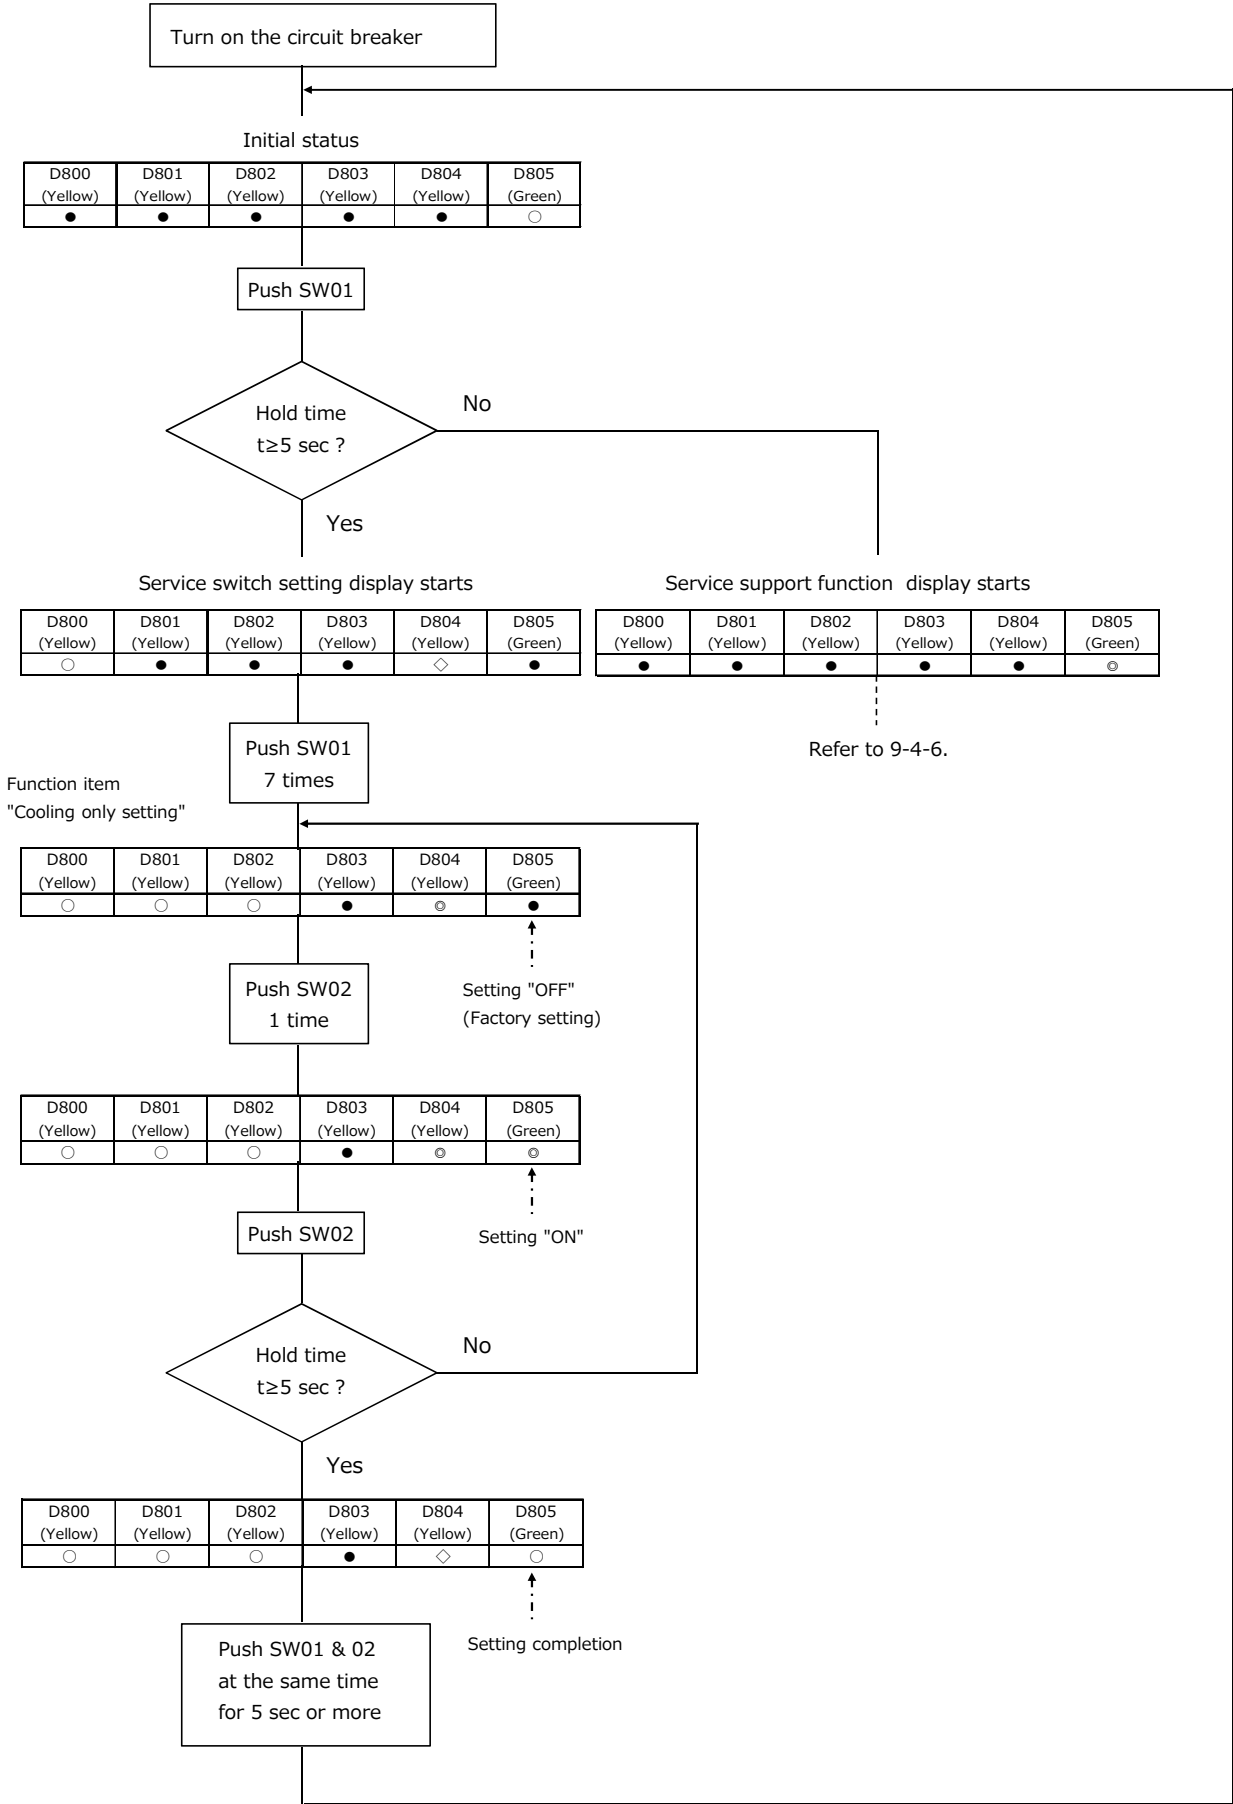 Turn on the circuit breaker
Initial status
D800 D801 D802 D803 D804 D805
(Yellow) (Yellow) (Yellow) (Yellow) (Yellow) (Green)
● ● ● ● ● ○
Push SW01
Hold time
t≥5 sec ?
No
Yes
Service switch setting display starts
D800 D801 D802 D803 D804 D805
(Yellow) (Yellow) (Yellow) (Yellow) (Yellow) (Green)
○ ● ● ● ◇ ●
Service support function display starts
D800 D801 D802 D803 D804 D805
(Yellow) (Yellow) (Yellow) (Yellow) (Yellow) (Green)
● ● ● ● ● ◎
Refer to 9-4-6.
Push SW01
7 times
Function item
"Cooling only setting"
D800 D801 D802 D803 D804 D805
(Yellow) (Yellow) (Yellow) (Yellow) (Yellow) (Green)
○ ○ ○ ● ◎ ●
Setting "OFF"
(Factory setting)
Push SW02
1 time
D800 D801 D802 D803 D804 D805
(Yellow) (Yellow) (Yellow) (Yellow) (Yellow) (Green)
○ ○ ○ ● ◎ ◎
Setting "ON"
Push SW02
Hold time
t≥5 sec ?
No
Yes
D800 D801 D802 D803 D804 D805
(Yellow) (Yellow) (Yellow) (Yellow) (Yellow) (Green)
○ ○ ○ ● ◇ ○
Setting completion
Push SW01 & 02
at the same time
for 5 sec or more